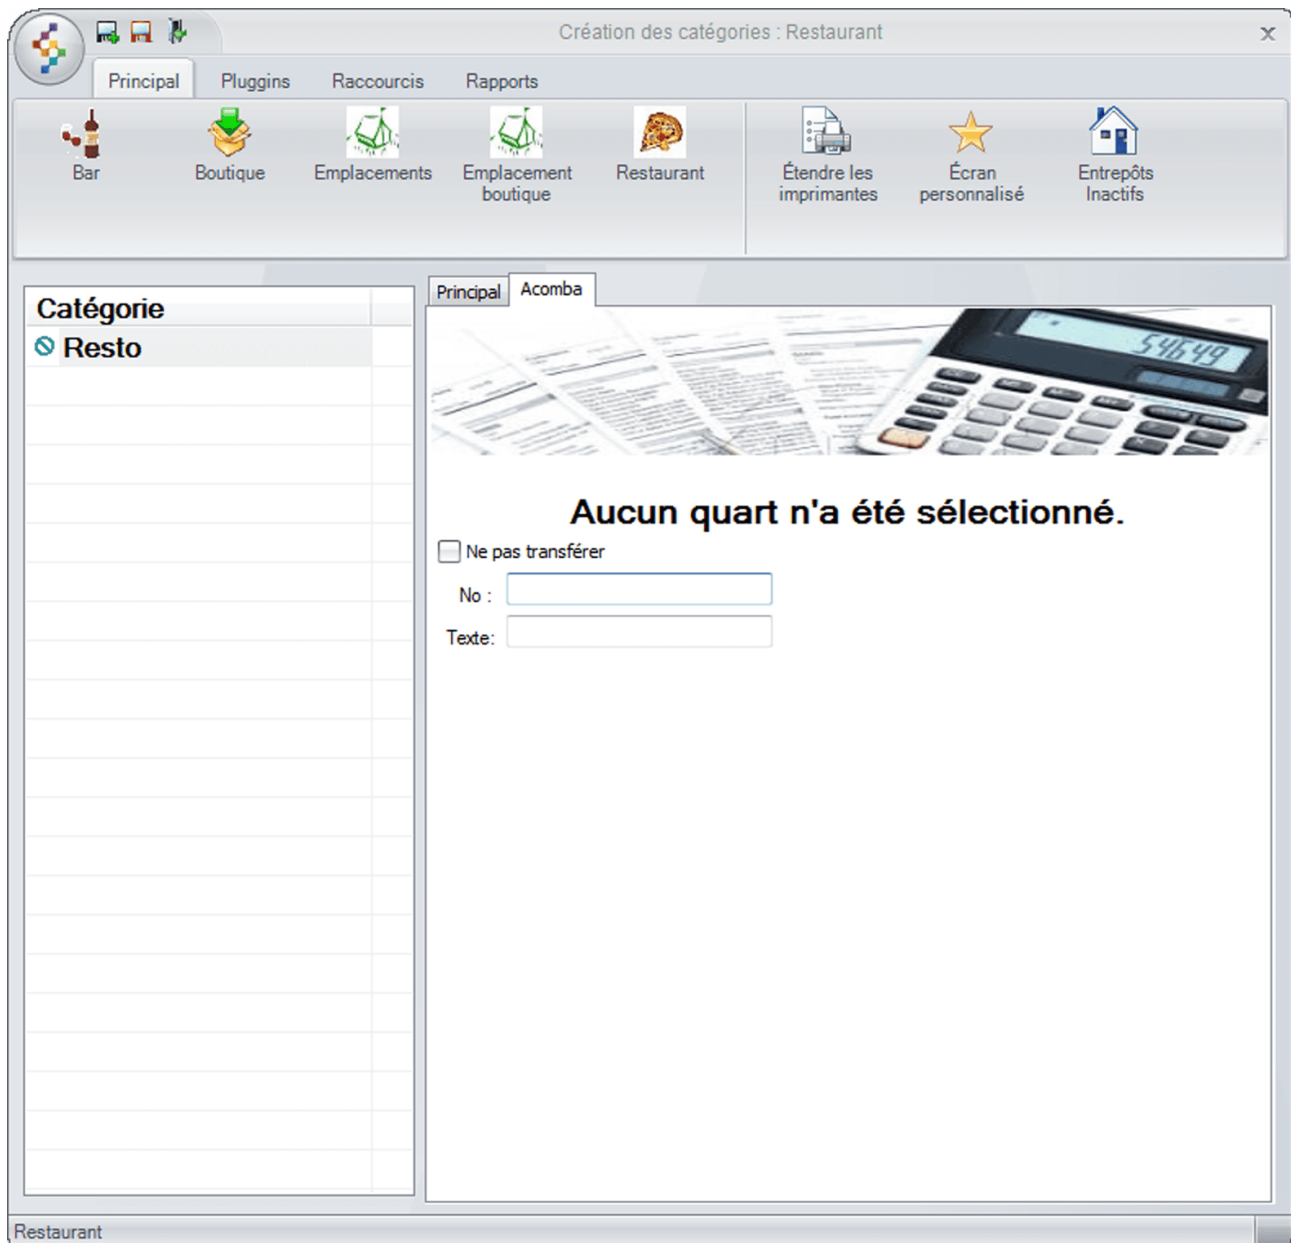 Création des catégories : Restaurant
x
Principal Pluggins Raccourcis Rapports
Bar Boutique Emplacements Emplacement boutique Restaurant Étendre les imprimantes Écran personnalisé Entrepôts Inactifs
Principal Acomba
Catégorie
Resto
54649
Aucun quart n'a été sélectionné.
Ne pas transférer
No :
Texte:
Restaurant